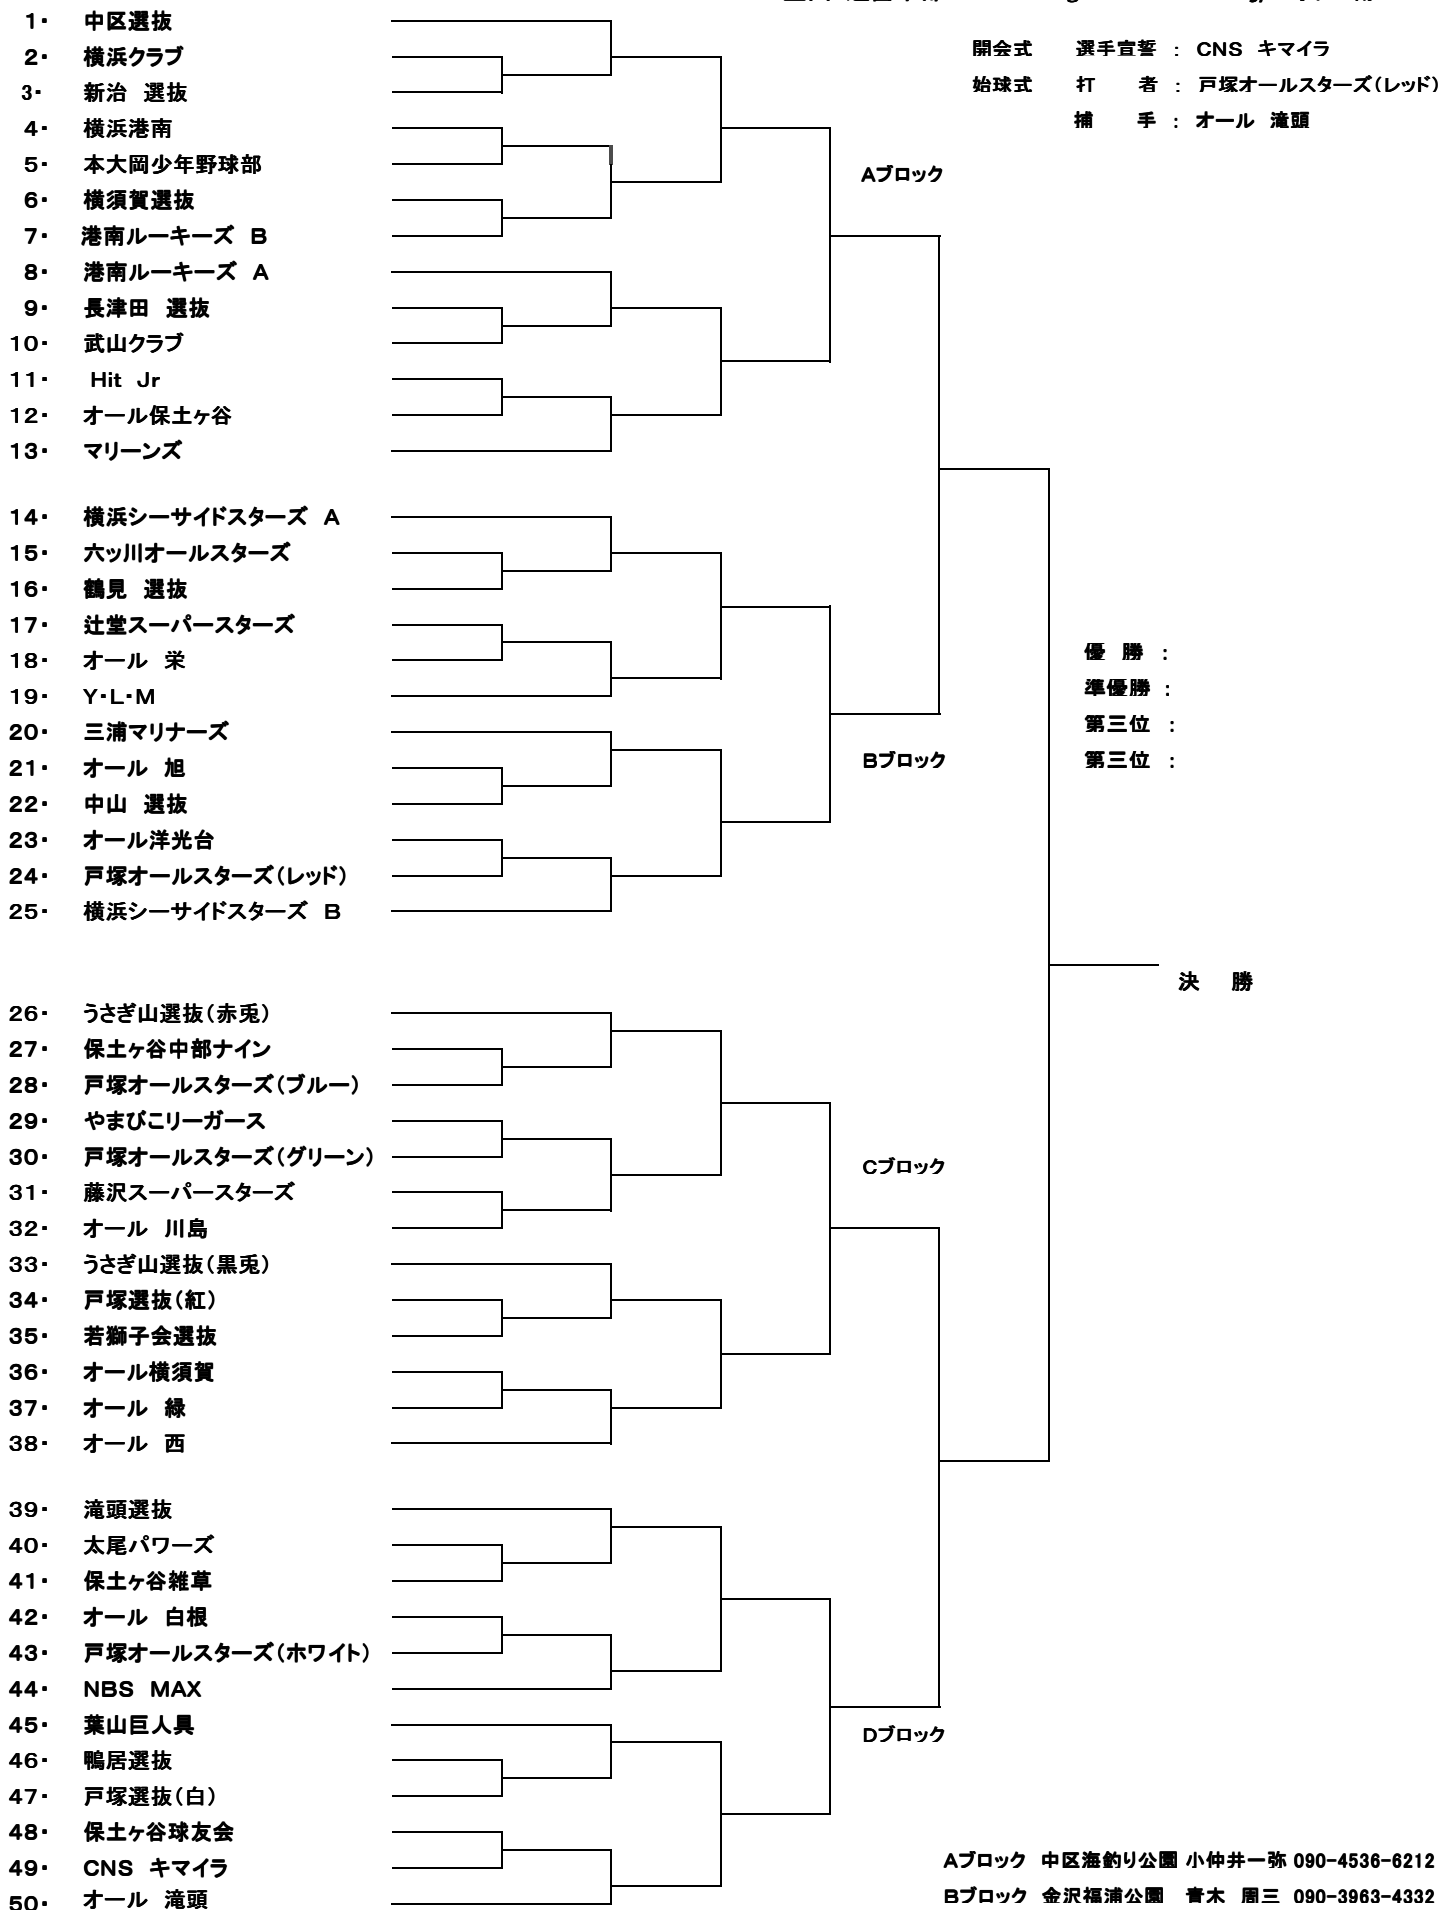 1・ 中区選抜
2・ 横浜クラブ
3・ 新治 選抜
4・ 横浜港南
5・ 本大岡少年野球部
6・ 横須賀選抜
7・ 港南ルーキーズ B
8・ 港南ルーキーズ A
9・ 長津田 選抜
10・ 武山クラブ
11・ Hit Jr
12・ オール保土ヶ谷
13・ マリーンズ
14・ 横浜シーサイドスターズ A
15・ 六ッ川オールスターズ
16・ 鶴見 選抜
17・ 辻堂スーパースターズ
18・ オール 栄
19・ Y・L・M
20・ 三浦マリナーズ
21・ オール 旭
22・ 中山 選抜
23・ オール洋光台
24・ 戸塚オールスターズ(レッド)
25・ 横浜シーサイドスターズ B
26・ うさぎ山選抜(赤兎)
27・ 保土ヶ谷中部ナイン
28・ 戸塚オールスターズ(ブルー)
29・ やまびこリーガース
30・ 戸塚オールスターズ(グリーン)
31・ 藤沢スーパースターズ
32・ オール 川島
33・ うさぎ山選抜(黒兎)
34・ 戸塚選抜(紅)
35・ 若獅子会選抜
36・ オール横須賀
37・ オール 緑
38・ オール 西
39・ 滝頭選抜
40・ 太尾パワーズ
41・ 保土ヶ谷雑草
42・ オール 白根
43・ 戸塚オールスターズ(ホワイト)
44・ NBS MAX
45・ 葉山巨人具
46・ 鴨居選抜
47・ 戸塚選抜(白)
48・ 保土ヶ谷球友会
49・ CNS キマイラ
50・ オール 滝頭
開会式 選手宣誓 : CNS キマイラ
始球式 打 者 : 戸塚オールスターズ(レッド)
捕 手 : オール 滝頭
Aブロック
Bブロック
優 勝 :
準優勝 :
第三位 :
第三位 :
決 勝
Cブロック
Dブロック
Aブロック 中区海釣り公園 小仲井一弥 090-4536-6212
Bブロック 金沢福浦公園 青木 周三 090-3963-4332